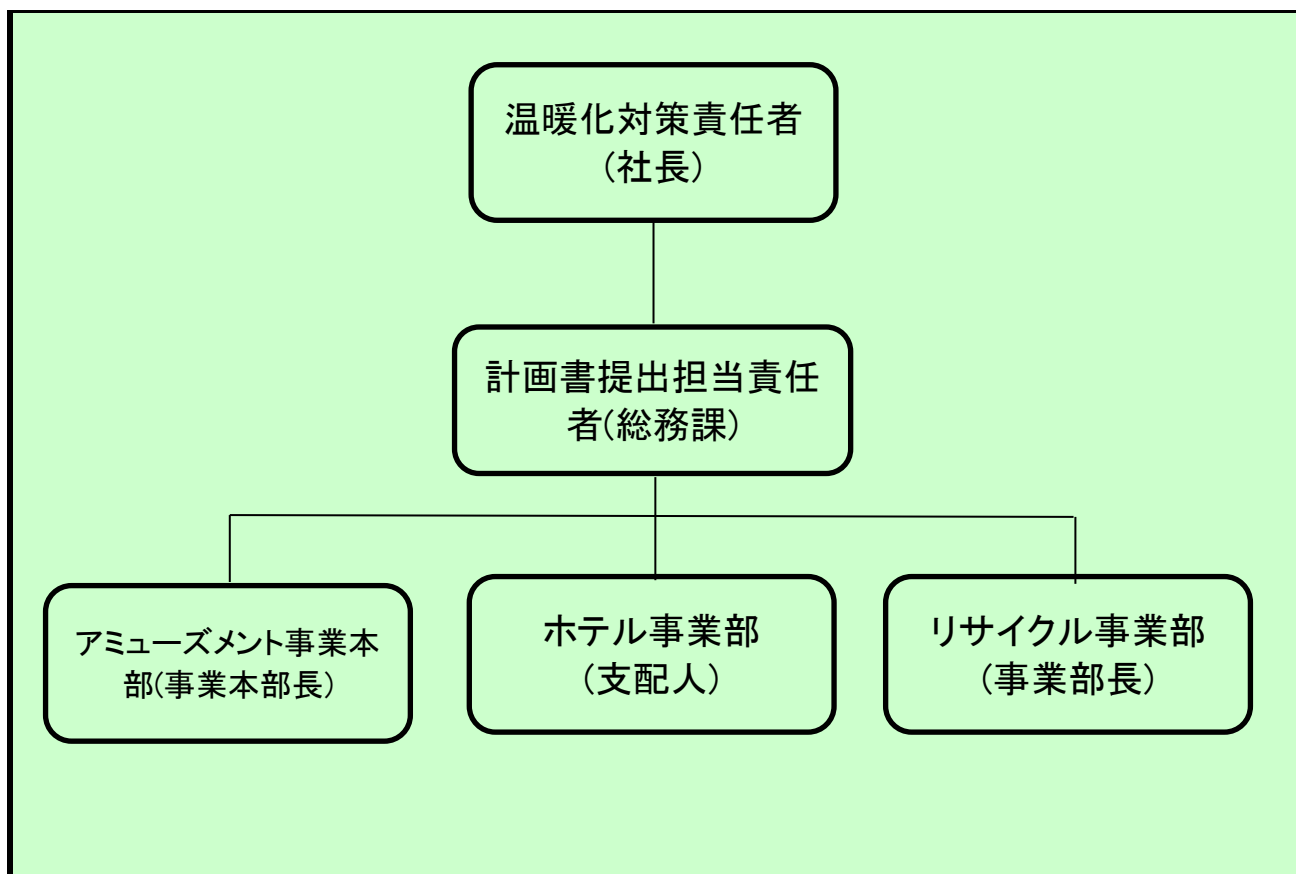 温暖化対策責任者
(社長)
計画書提出担当責任
者(総務課)
アミューズメント事業本
部(事業本部長)
ホテル事業部
(支配人)
リサイクル事業部
(事業部長)